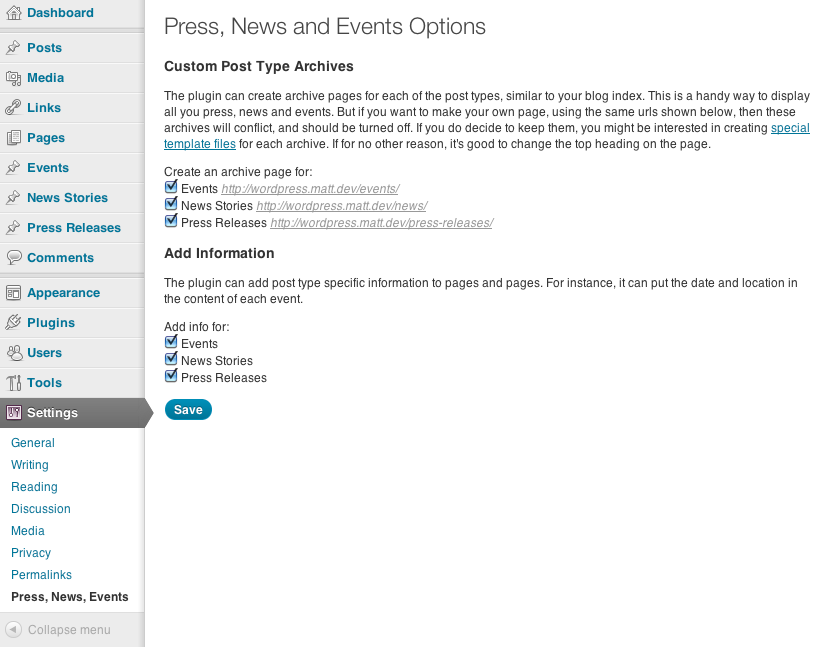 Dashboard
Posts
Media
Links
Pages
Events
News Stories
Press Releases
Comments
Appearance
Plugins
Users
Tools
Settings
General
Writing
Reading
Discussion
Media
Privacy
Permalinks
Press, News, Events
Collapse menu
Press, News and Events Options
Custom Post Type Archives
The plugin can create archive pages for each of the post types, similar to your blog index. This is a handy way to display
all you press, news and events. But if you want to make your own page, using the same urls shown below, then these
archives will conflict, and should be turned off. If you do decide to keep them, you might be interested in creating special
template files for each archive. If for no other reason, it's good to change the top heading on the page.
Create an archive page for:
Events http://wordpress.matt.dev/events/
News Stories http://wordpress.matt.dev/news/
Press Releases http://wordpress.matt.dev/press-releases/
Add Information
The plugin can add post type specific information to pages and pages. For instance, it can put the date and location in
the content of each event.
Add info for:
Events
News Stories
Press Releases
Save